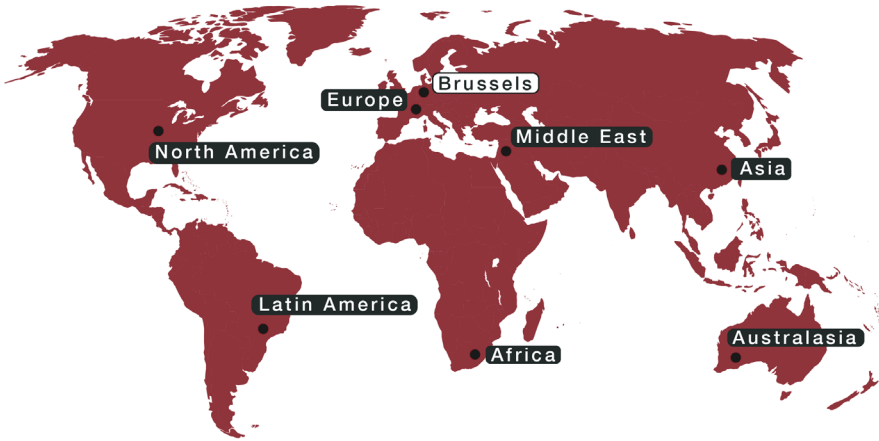 Brussels
Europe
Middle East
North America
Asia
Latin America
Australasia
Africa